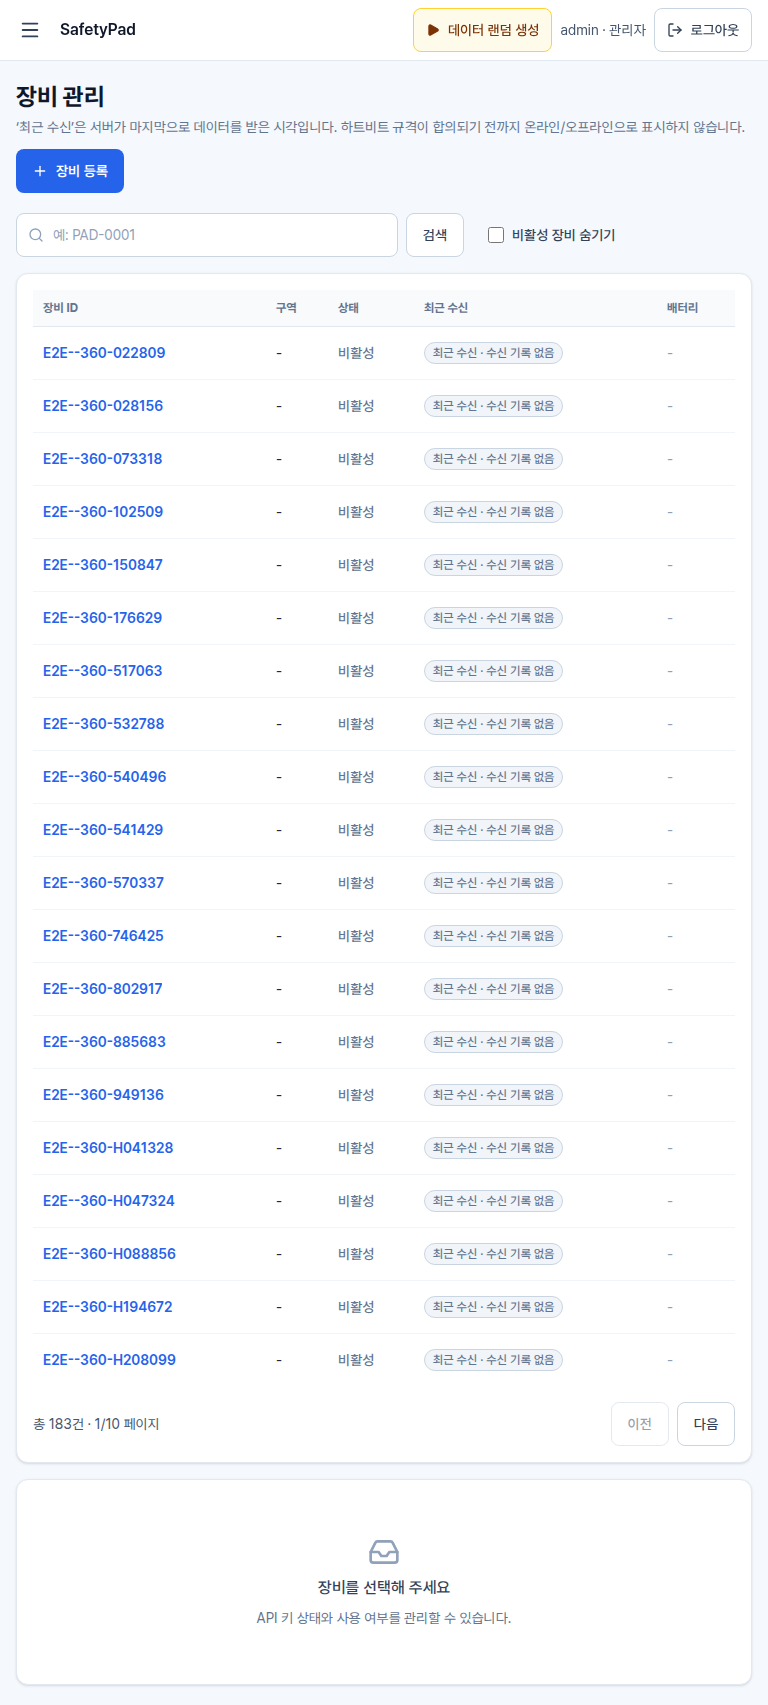 SafetyPad
데이터 랜덤 생성
admin · 관리자
로그아웃
장비 관리
‘최근 수신’은 서버가 마지막으로 데이터를 받은 시각입니다. 하트비트 규격이 합의되기 전까지 온라인/오프라인으로 표시하지 않습니다.
장비 등록
예: PAD-0001
검색
비활성 장비 숨기기
장비 ID 구역 상태 최근 수신 배터리
E2E--360-022809 - 비활성 최근 수신 · 수신 기록 없음 -
E2E--360-028156 - 비활성 최근 수신 · 수신 기록 없음 -
E2E--360-073318 - 비활성 최근 수신 · 수신 기록 없음 -
E2E--360-102509 - 비활성 최근 수신 · 수신 기록 없음 -
E2E--360-150847 - 비활성 최근 수신 · 수신 기록 없음 -
E2E--360-176629 - 비활성 최근 수신 · 수신 기록 없음 -
E2E--360-517063 - 비활성 최근 수신 · 수신 기록 없음 -
E2E--360-532788 - 비활성 최근 수신 · 수신 기록 없음 -
E2E--360-540496 - 비활성 최근 수신 · 수신 기록 없음 -
E2E--360-541429 - 비활성 최근 수신 · 수신 기록 없음 -
E2E--360-570337 - 비활성 최근 수신 · 수신 기록 없음 -
E2E--360-746425 - 비활성 최근 수신 · 수신 기록 없음 -
E2E--360-802917 - 비활성 최근 수신 · 수신 기록 없음 -
E2E--360-885683 - 비활성 최근 수신 · 수신 기록 없음 -
E2E--360-949136 - 비활성 최근 수신 · 수신 기록 없음 -
E2E--360-H041328 - 비활성 최근 수신 · 수신 기록 없음 -
E2E--360-H047324 - 비활성 최근 수신 · 수신 기록 없음 -
E2E--360-H088856 - 비활성 최근 수신 · 수신 기록 없음 -
E2E--360-H194672 - 비활성 최근 수신 · 수신 기록 없음 -
E2E--360-H208099 - 비활성 최근 수신 · 수신 기록 없음 -
총 183건 · 1/10 페이지
이전
다음
장비를 선택해 주세요
API 키 상태와 사용 여부를 관리할 수 있습니다.